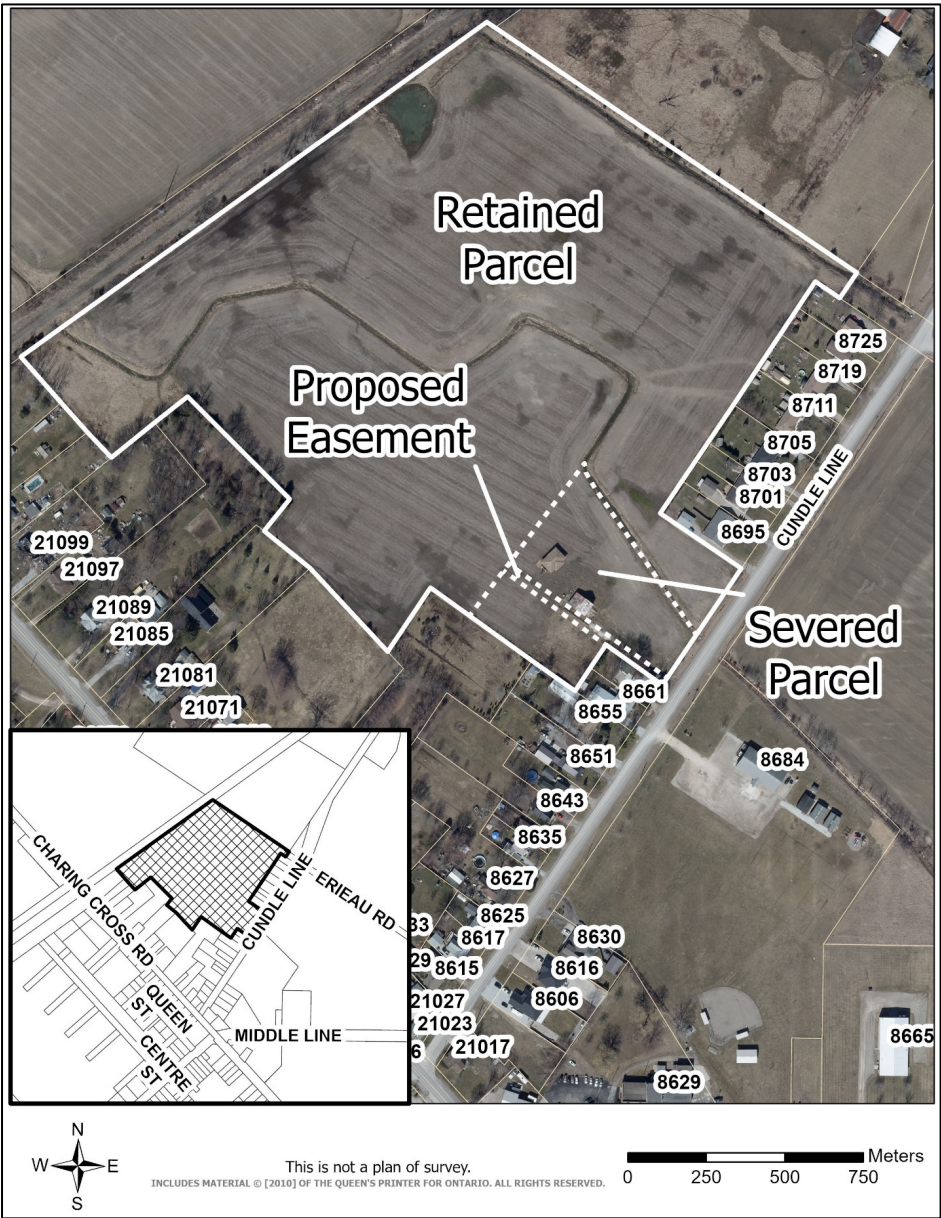 Retained
Parcel
Proposed
Easement
8725
8719
8711
8705
8703
8701
8695
CUNDLE LINE
21099
21097
21089
21085
21081
21071
Severed
Parcel
8661
8655
8651
8684
8643
8635
8627
8625
8617
8615
8630
8616
8606
33
29
21027
21023
6
21017
8629
8665
CHARING CROSS RD
CUNDLE LINE
ERIEAU RD
QUEEN
ST
CENTRE
ST
MIDDLE LINE
N
W E
S
This is not a plan of survey.
INCLUDES MATERIAL © [2010] OF THE QUEEN'S PRINTER FOR ONTARIO. ALL RIGHTS RESERVED.
Meters
0 250 500 750